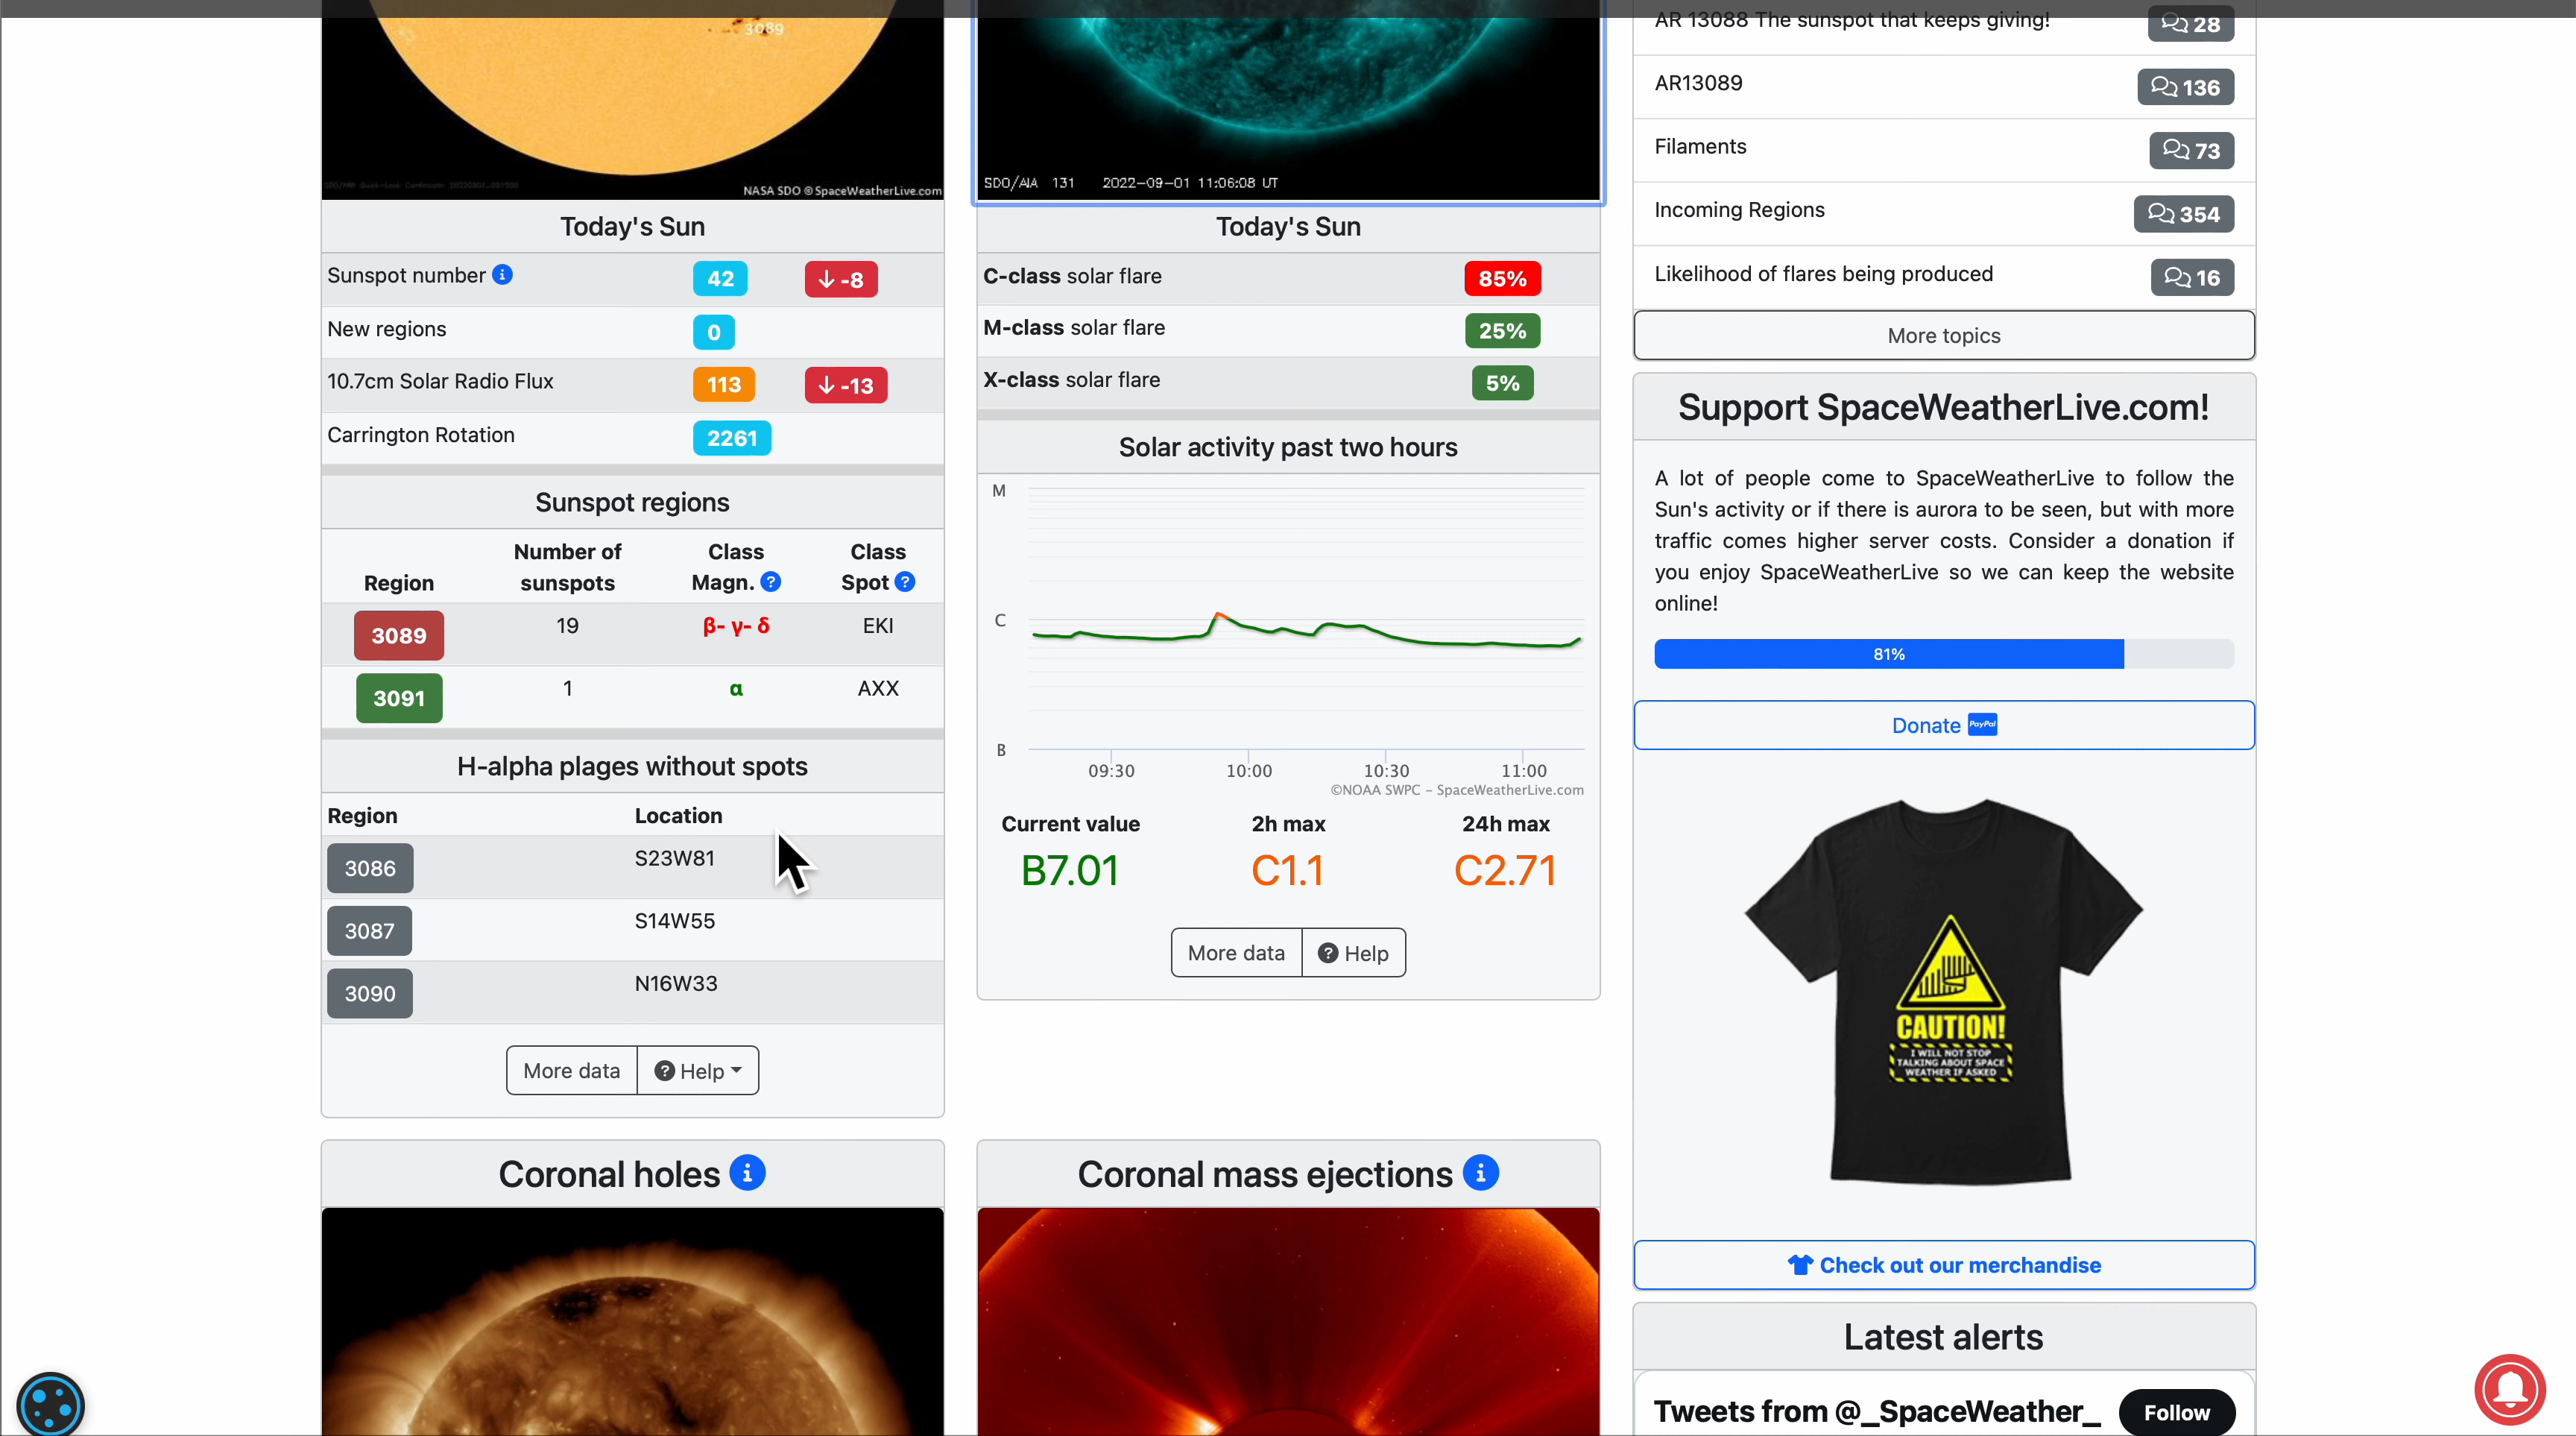 3089
NASA SDO © SpaceWeatherLive.com
Today's Sun
Sunspot number
42
-8
New regions
0
10.7cm Solar Radio Flux
113
-13
Carrington Rotation
2261
Sunspot regions
Region
Number of sunspots
Class Magn.
Class Spot
3089
19
β- γ- δ
EKI
3091
1
α
AXX
H-alpha plages without spots
Region
Location
3086
S23W81
3087
S14W55
3090
N16W33
More data
Help
Coronal holes
SDO/AIA 131 2022-09-01 11:06:08 UT
Today's Sun
C-class solar flare
85%
M-class solar flare
25%
X-class solar flare
5%
Solar activity past two hours
M
C
B
09:30
10:00
10:30
11:00
©NOAA SWPC – SpaceWeatherLive.com
Current value
2h max
24h max
B7.01
C1.1
C2.71
More data
Help
Coronal mass ejections
AR 13088 The sunspot that keeps giving!
28
AR13089
136
Filaments
73
Incoming Regions
354
Likelihood of flares being produced
16
More topics
Support SpaceWeatherLive.com!
A lot of people come to SpaceWeatherLive to follow the
Sun's activity or if there is aurora to be seen, but with more
traffic comes higher server costs. Consider a donation if
you enjoy SpaceWeatherLive so we can keep the website
online!
81%
Donate PayPal
CAUTION!
I WILL NOT STOP
TALKING ABOUT SPACE
WEATHER IF ASKED
Check out our merchandise
Latest alerts
Tweets from @_SpaceWeather_
Follow